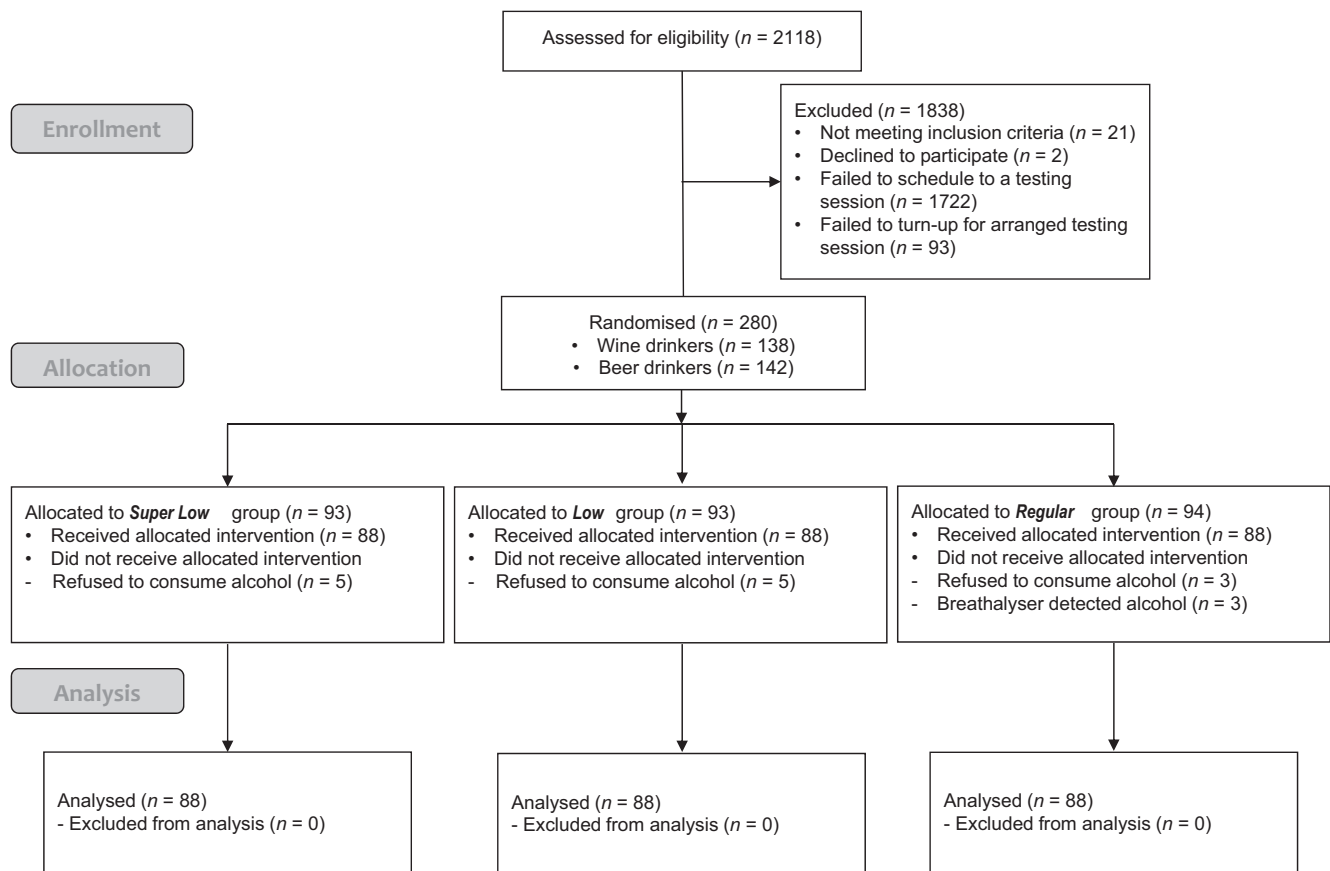 Assessed for eligibility (n = 2118)
Enrollment
Excluded (n = 1838)
• Not meeting inclusion criteria (n = 21)
• Declined to participate (n = 2)
• Failed to schedule to a testing
session (n = 1722)
• Failed to turn-up for arranged testing
session (n = 93)
Randomised (n = 280)
• Wine drinkers (n = 138)
• Beer drinkers (n = 142)
Allocation
Allocated to Super Low group (n = 93)
• Received allocated intervention (n = 88)
• Did not receive allocated intervention
- Refused to consume alcohol (n = 5)
Allocated to Low group (n = 93)
• Received allocated intervention (n = 88)
• Did not receive allocated intervention
- Refused to consume alcohol (n = 5)
Allocated to Regular group (n = 94)
• Received allocated intervention (n = 88)
• Did not receive allocated intervention
- Refused to consume alcohol (n = 3)
- Breathalyser detected alcohol (n = 3)
Analysis
Analysed (n = 88)
- Excluded from analysis (n = 0)
Analysed (n = 88)
- Excluded from analysis (n = 0)
Analysed (n = 88)
- Excluded from analysis (n = 0)